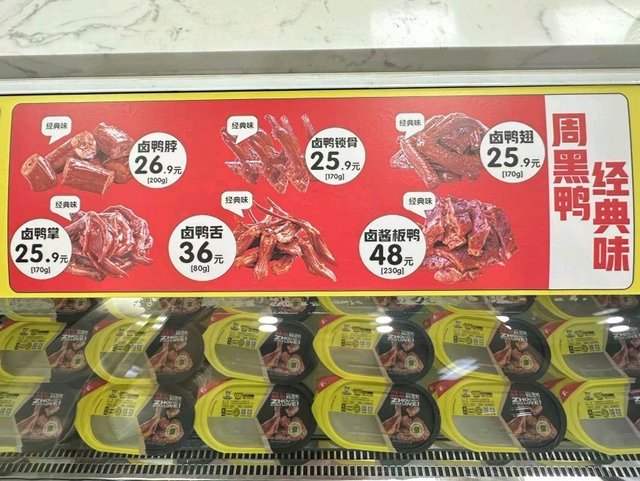 经典味
卤鸭脖
26.9元
[200g]
经典味
卤鸭锁骨
25.9元
[170g]
经典味
卤鸭翅
25.9元
[170g]
经典味
卤鸭掌
25.9元
[170g]
经典味
卤鸭舌
36元
[80g]
经典味
卤酱板鸭
48元
[230g]
周黑鸭
经典味